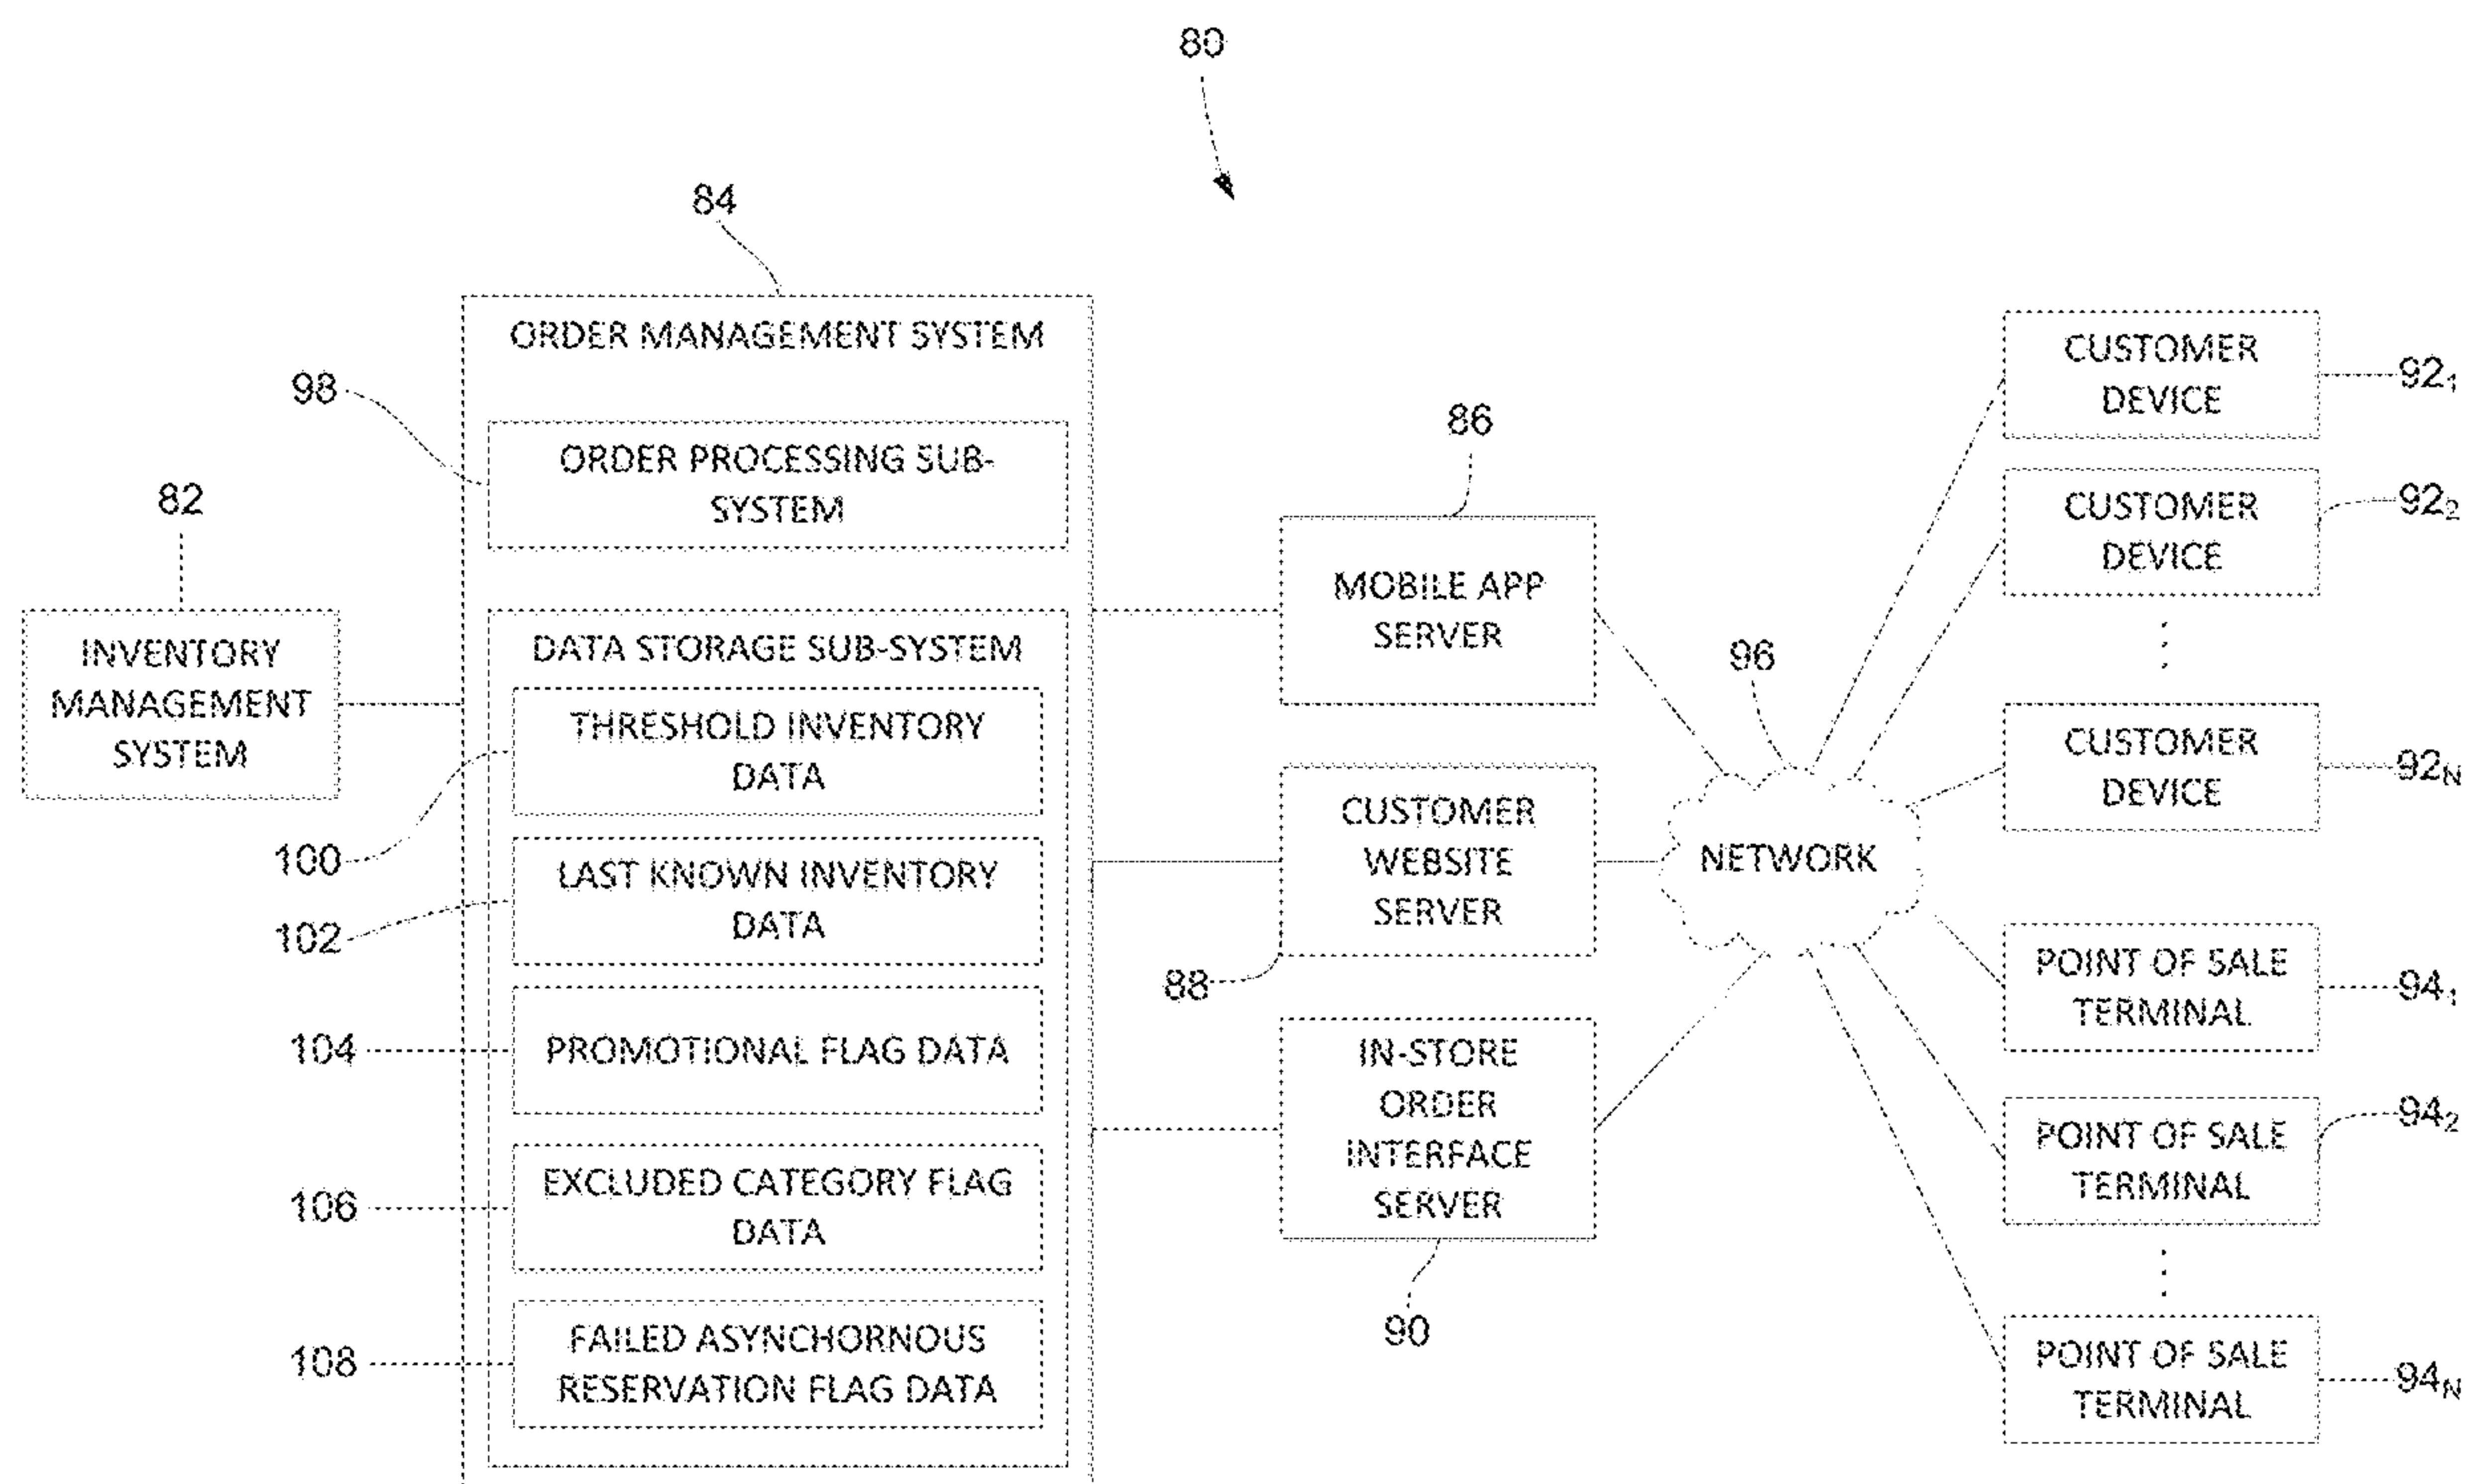 80
84
ORDER MANAGEMENT SYSTEM
98
ORDER PROCESSING SUB-
SYSTEM
82
INVENTORY
MANAGEMENT
SYSTEM
DATA STORAGE SUB-SYSTEM
THRESHOLD INVENTORY
DATA
100
LAST KNOWN INVENTORY
DATA
102
104
PROMOTIONAL FLAG DATA
106
EXCLUDED CATEGORY FLAG
DATA
108
FAILED ASYNCHORNOUS
RESERVATION FLAG DATA
86
MOBILE APP
SERVER
CUSTOMER
WEBSITE
SERVER
88
IN-STORE
ORDER
INTERFACE
SERVER
90
96
NETWORK
CUSTOMER
DEVICE
92₁
CUSTOMER
DEVICE
92₂
CUSTOMER
DEVICE
92N
POINT OF SALE
TERMINAL
94₁
POINT OF SALE
TERMINAL
94₂
POINT OF SALE
TERMINAL
94N